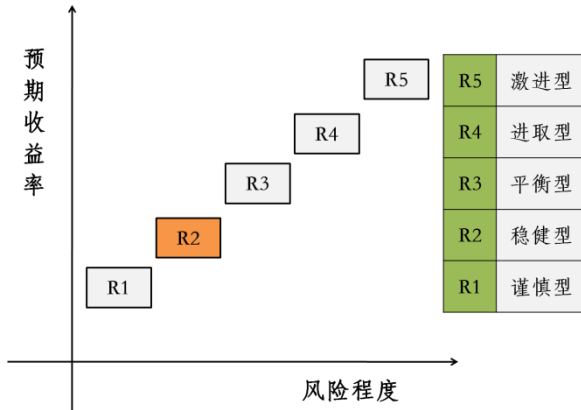 预期收益率
R5
R4
R3
R2
R1
风险程度
R5 激进型
R4 进取型
R3 平衡型
R2 稳健型
R1 谨慎型